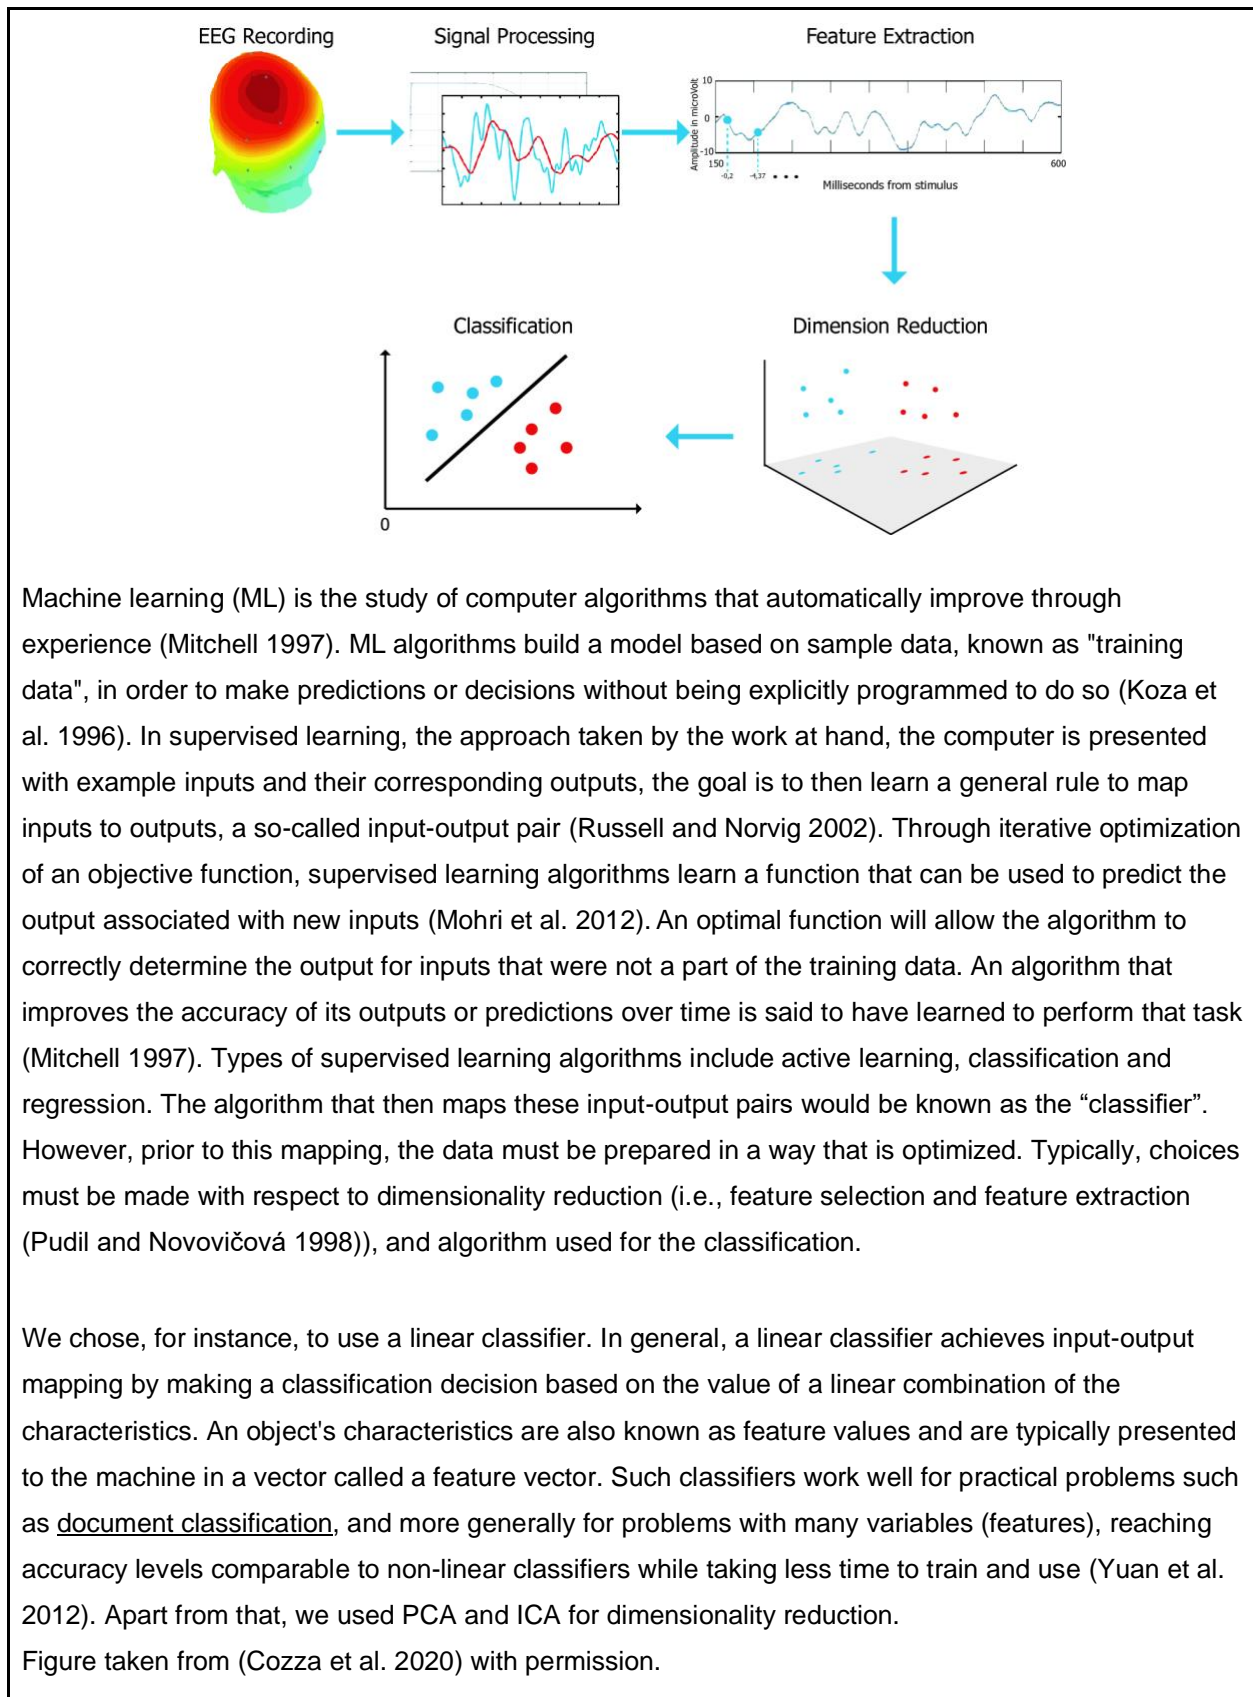 EEG Recording
Signal Processing
Feature Extraction
Amplitude in microVolt
10
0
-10
150
600
-0,2
-4,37
Milliseconds from stimulus
Classification
Dimension Reduction
0
Machine learning (ML) is the study of computer algorithms that automatically improve through
experience (Mitchell 1997). ML algorithms build a model based on sample data, known as "training
data", in order to make predictions or decisions without being explicitly programmed to do so (Koza et
al. 1996). In supervised learning, the approach taken by the work at hand, the computer is presented
with example inputs and their corresponding outputs, the goal is to then learn a general rule to map
inputs to outputs, a so-called input-output pair (Russell and Norvig 2002). Through iterative optimization
of an objective function, supervised learning algorithms learn a function that can be used to predict the
output associated with new inputs (Mohri et al. 2012). An optimal function will allow the algorithm to
correctly determine the output for inputs that were not a part of the training data. An algorithm that
improves the accuracy of its outputs or predictions over time is said to have learned to perform that task
(Mitchell 1997). Types of supervised learning algorithms include active learning, classification and
regression. The algorithm that then maps these input-output pairs would be known as the “classifier”.
However, prior to this mapping, the data must be prepared in a way that is optimized. Typically, choices
must be made with respect to dimensionality reduction (i.e., feature selection and feature extraction
(Pudil and Novovičová 1998)), and algorithm used for the classification.
We chose, for instance, to use a linear classifier. In general, a linear classifier achieves input-output
mapping by making a classification decision based on the value of a linear combination of the
characteristics. An object's characteristics are also known as feature values and are typically presented
to the machine in a vector called a feature vector. Such classifiers work well for practical problems such
as document classification, and more generally for problems with many variables (features), reaching
accuracy levels comparable to non-linear classifiers while taking less time to train and use (Yuan et al.
2012). Apart from that, we used PCA and ICA for dimensionality reduction.
Figure taken from (Cozza et al. 2020) with permission.